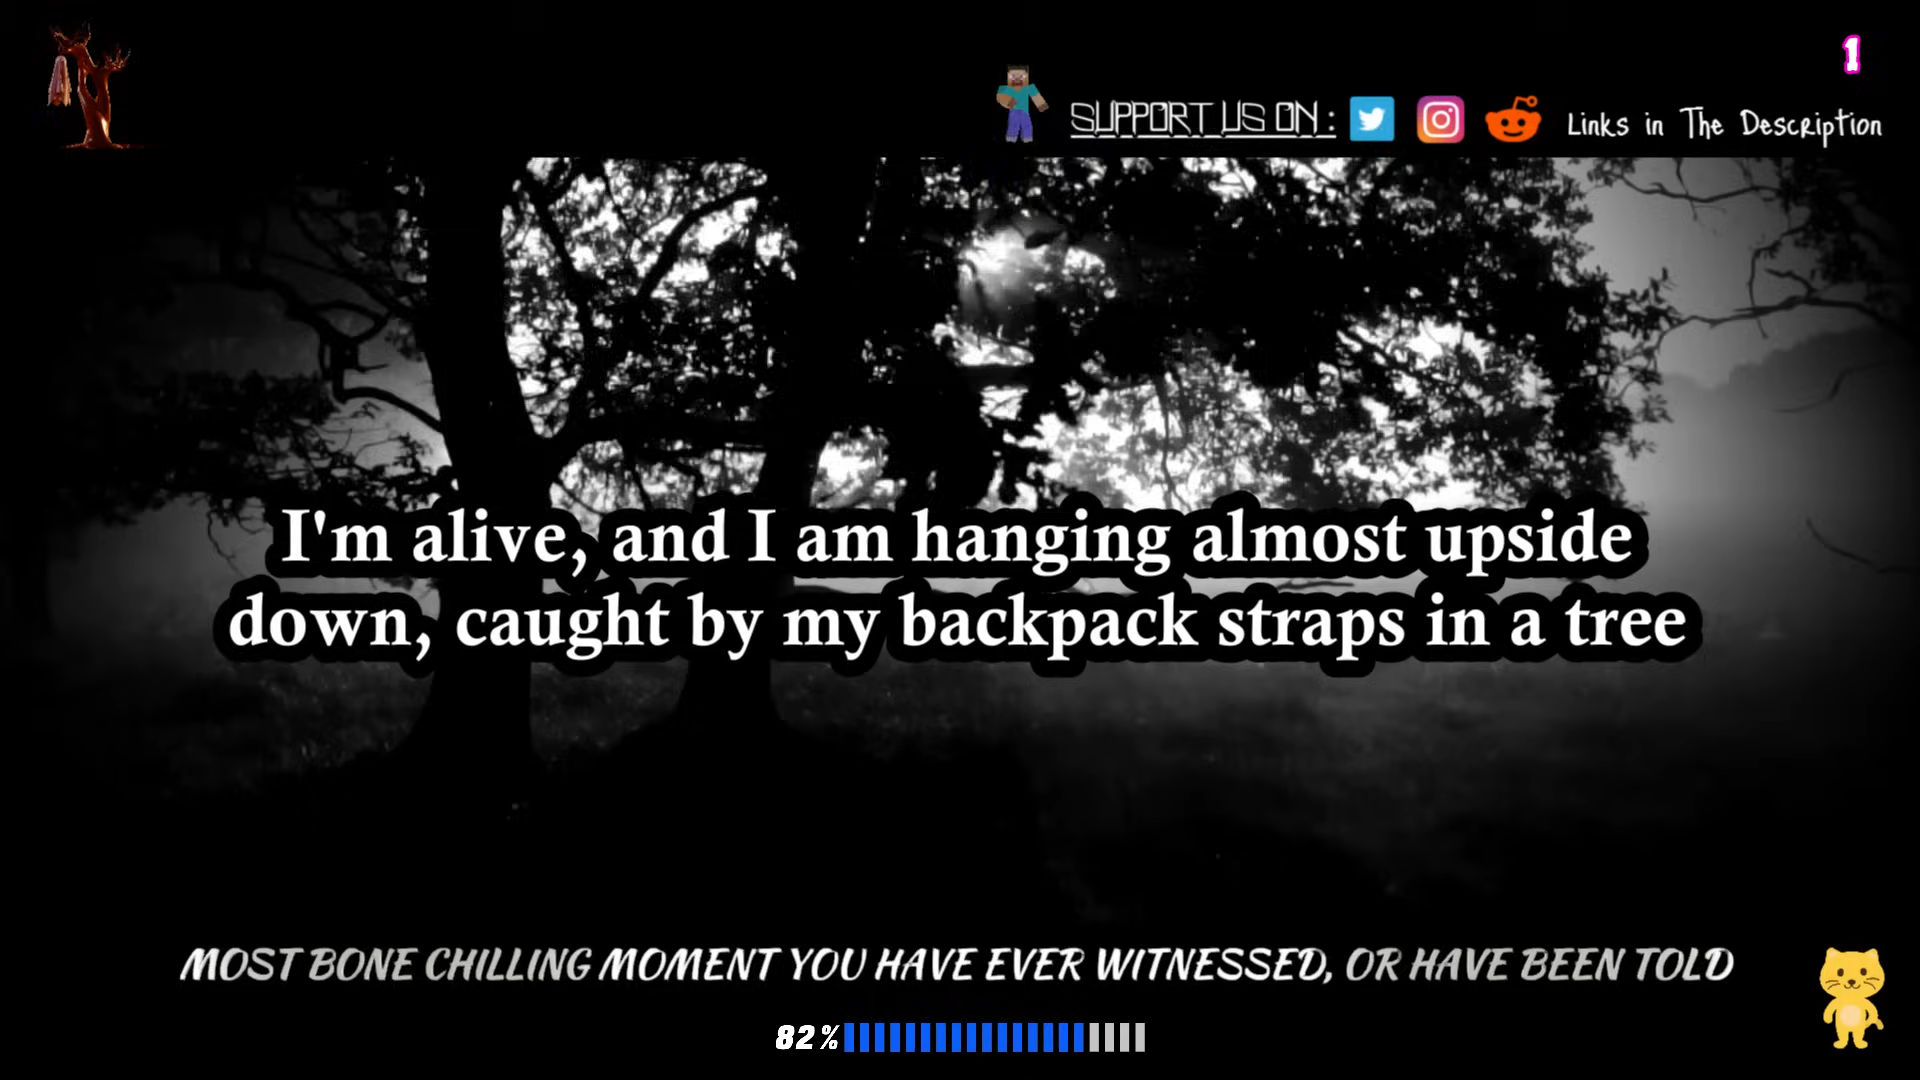 1
SUPPORT US ON :
Links in The Description
I'm alive, and I am hanging almost upside
down, caught by my backpack straps in a tree
MOST BONE CHILLING MOMENT YOU HAVE EVER WITNESSED, OR HAVE BEEN TOLD
82%